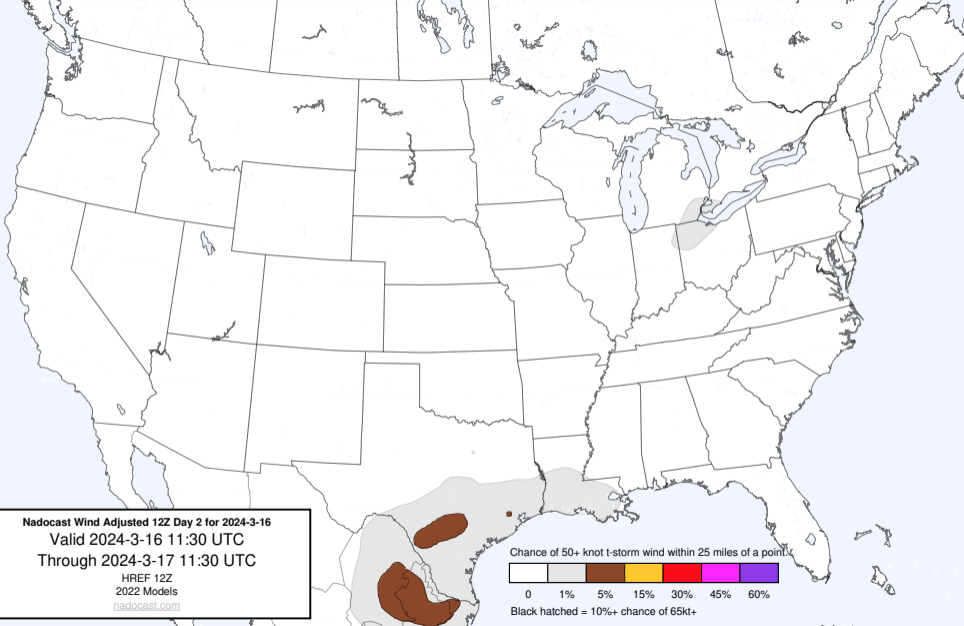 Nadocast Wind Adjusted 12Z Day 2 for 2024-3-16
Valid 2024-3-16 11:30 UTC
Through 2024-3-17 11:30 UTC
HREF 12Z
2022 Models
nadocast.com
Chance of 50+ knot t-storm wind within 25 miles of a point.
0 1% 5% 15% 30% 45% 60%
Black hatched = 10%+ chance of 65kt+